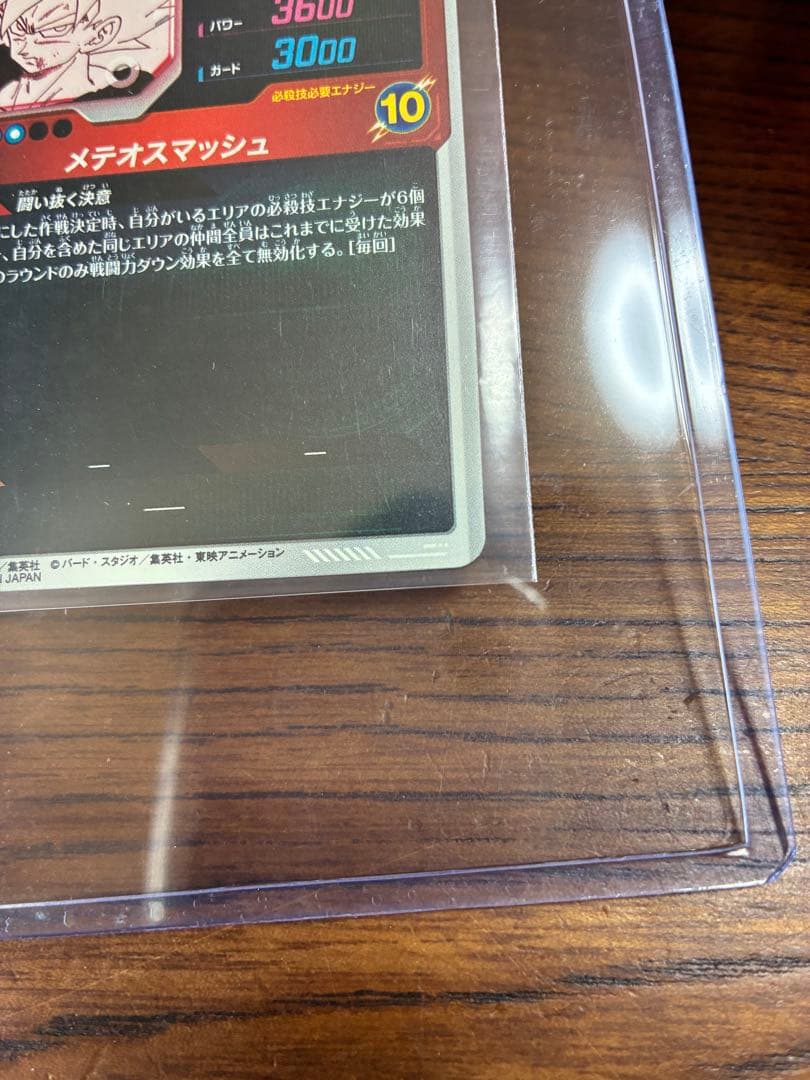 パワー 3600
ガード 3000
必殺技必要エナジー 10
メテオスマッシュ
闘い抜く決意
にした作戦決定時、自分がいるエリアの必殺技エナジーが6個
、自分を含めた同じエリアの仲間全員はこれまでに受けた効果
のラウンドのみ戦闘力ダウン効果を全て無効化する。[毎回]
／集英社 ©バード・スタジオ／集英社・東映アニメーション
JAPAN